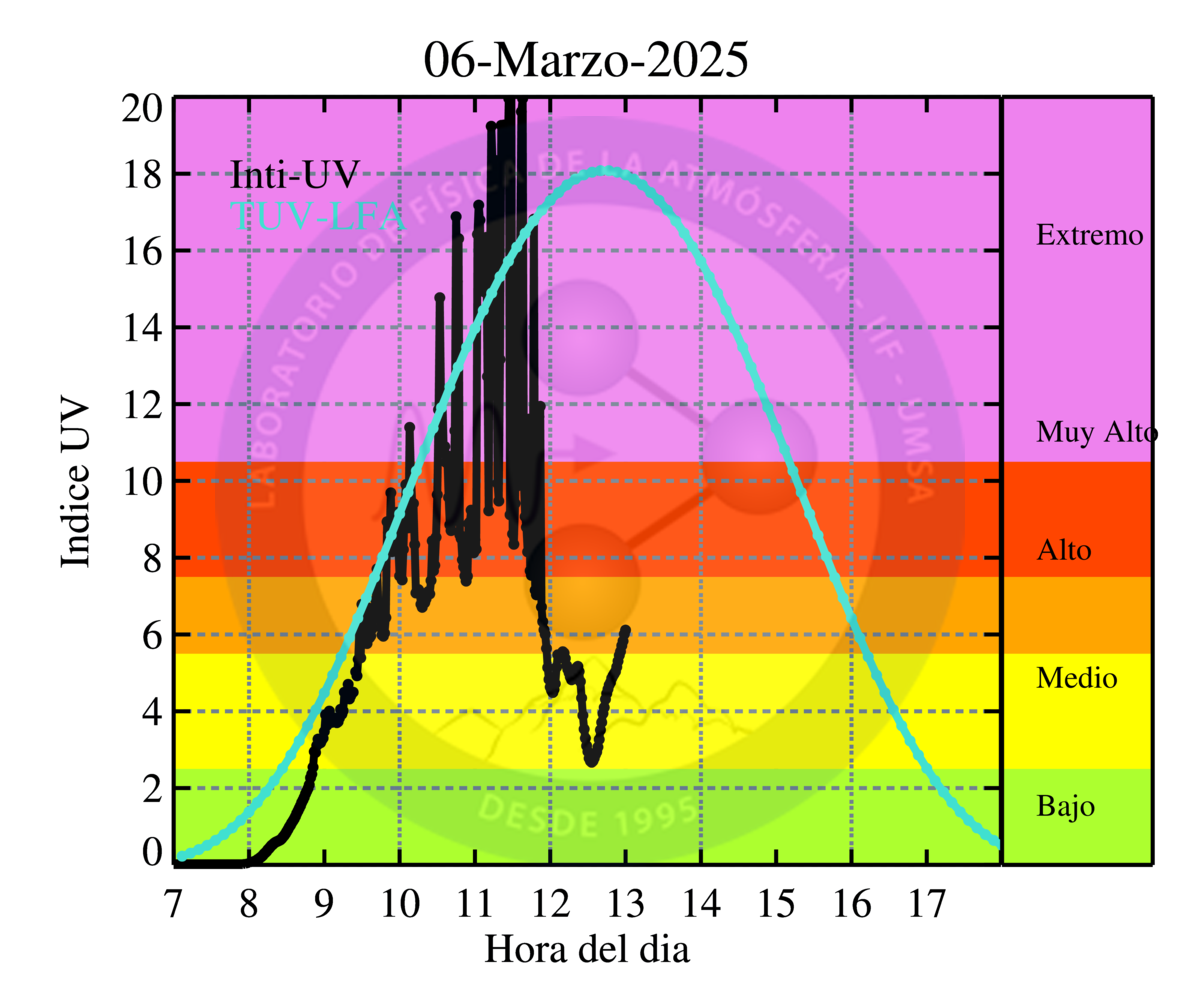 06-Marzo-2025
20
18
16
14
12
10
8
6
4
2
0
Indice UV
Inti-UV
TUV-LFA
LABORATORIO DE FÍSICA DE LA ATMÓSFERA - IIF - UMSA
DESDE 1995
Extremo
Muy Alto
Alto
Medio
Bajo
7 8 9 10 11 12 13 14 15 16 17
Hora del dia